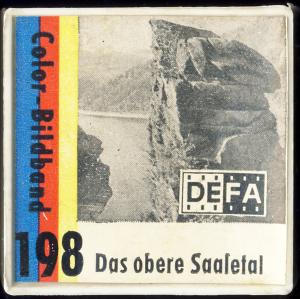 Color-Bildband
DEFA
198 Das obere Saaletal